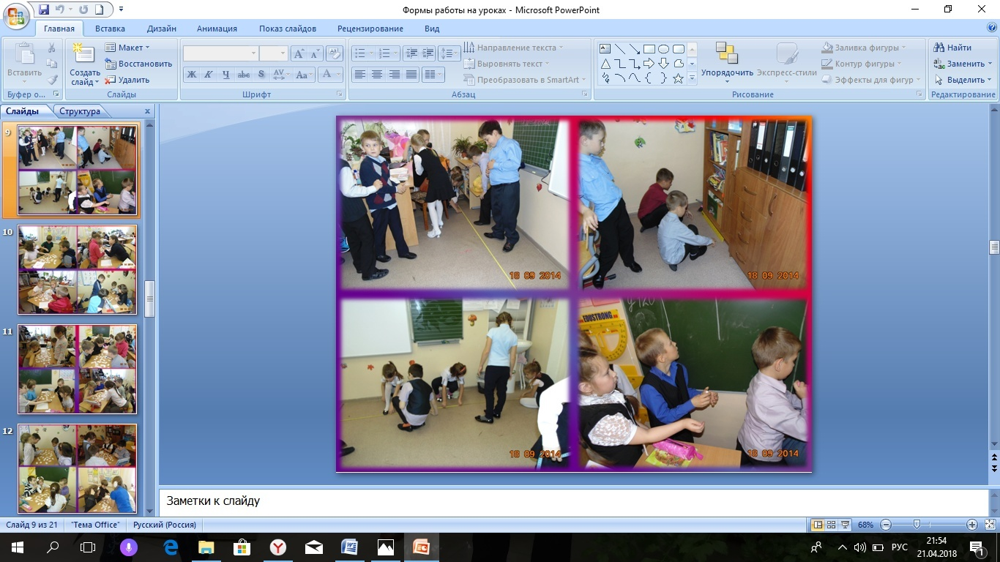 Формы работы на уроках - Microsoft PowerPoint
Главная Вставка Дизайн Анимация Показ слайдов Рецензирование Вид
Вставить
Буфер о...
Создать слайд
Макет
Восстановить
Удалить
Слайды
Ж К Ч abc S AV Aa A
Шрифт
Направление текста
Выровнять текст
Преобразовать в SmartArt
Абзац
Упорядочить
Экспресс-стили
Заливка фигуры
Контур фигуры
Эффекты для фигур
Рисование
Найти
Заменить
Выделить
Редактирование
Слайды Структура x
9
10
11
12
18 09 2014
18 09 2014
EDUSTRONG
18 09 2014
18 09 2014
Заметки к слайду
Слайд 9 из 21 "Тема Office" Русский (Россия) 68%
РУС
21:54
21.04.2018
1